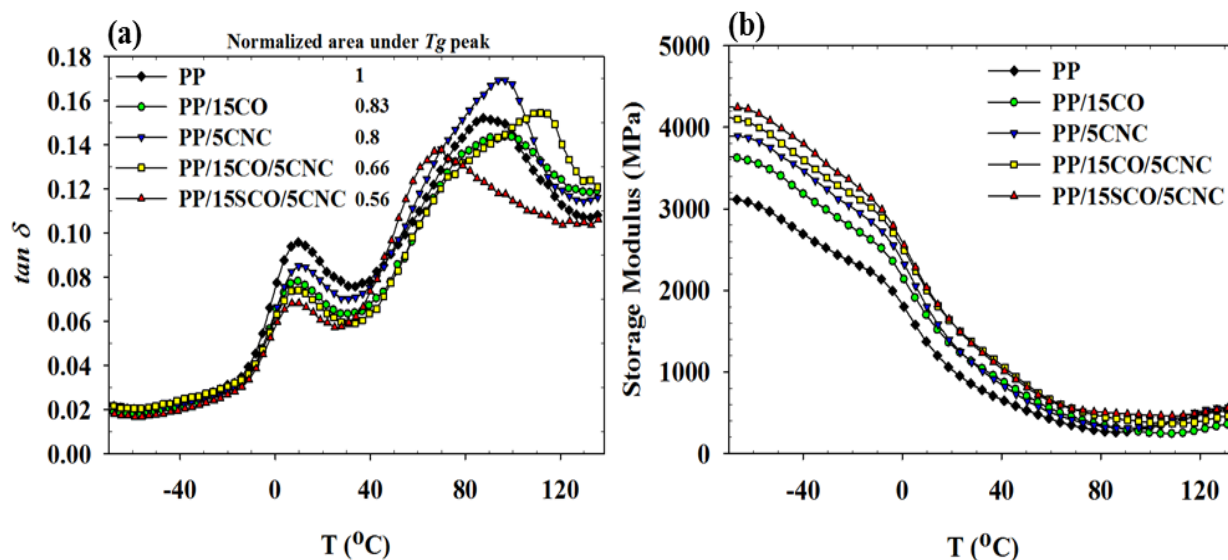 (a)
Normalized area under Tg peak
PP 1
PP/15CO 0.83
PP/5CNC 0.8
PP/15CO/5CNC 0.66
PP/15SCO/5CNC 0.56
tan δ
0.18
0.16
0.14
0.12
0.10
0.08
0.06
0.04
0.02
0.00
-40 0 40 80 120
T (⁰C)
(b)
PP
PP/15CO
PP/5CNC
PP/15CO/5CNC
PP/15SCO/5CNC
Storage Modulus (MPa)
5000
4000
3000
2000
1000
0
-40 0 40 80 120
T (⁰C)